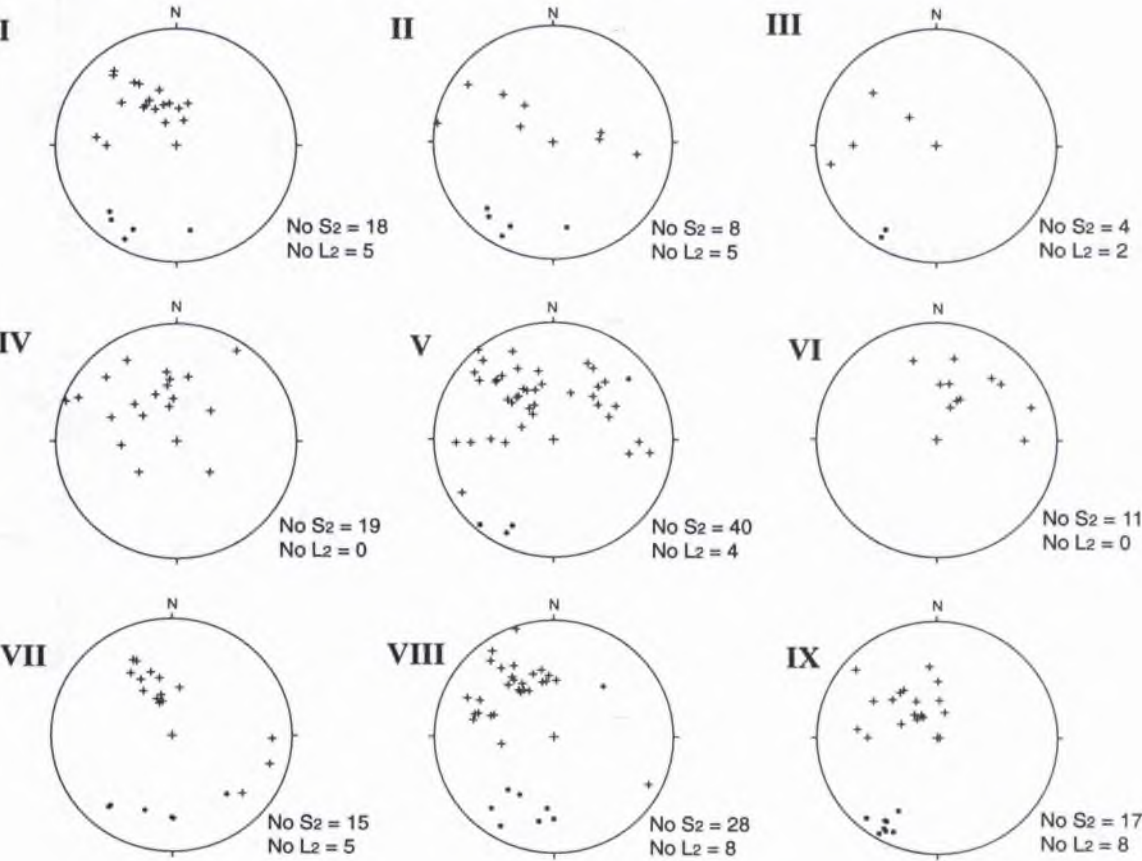 I
N
No S2 = 18
No L2 = 5
II
N
No S2 = 8
No L2 = 5
III
N
No S2 = 4
No L2 = 2
IV
N
No S2 = 19
No L2 = 0
V
N
No S2 = 40
No L2 = 4
VI
N
No S2 = 11
No L2 = 0
VII
N
No S2 = 15
No L2 = 5
VIII
N
No S2 = 28
No L2 = 8
IX
N
No S2 = 17
No L2 = 8